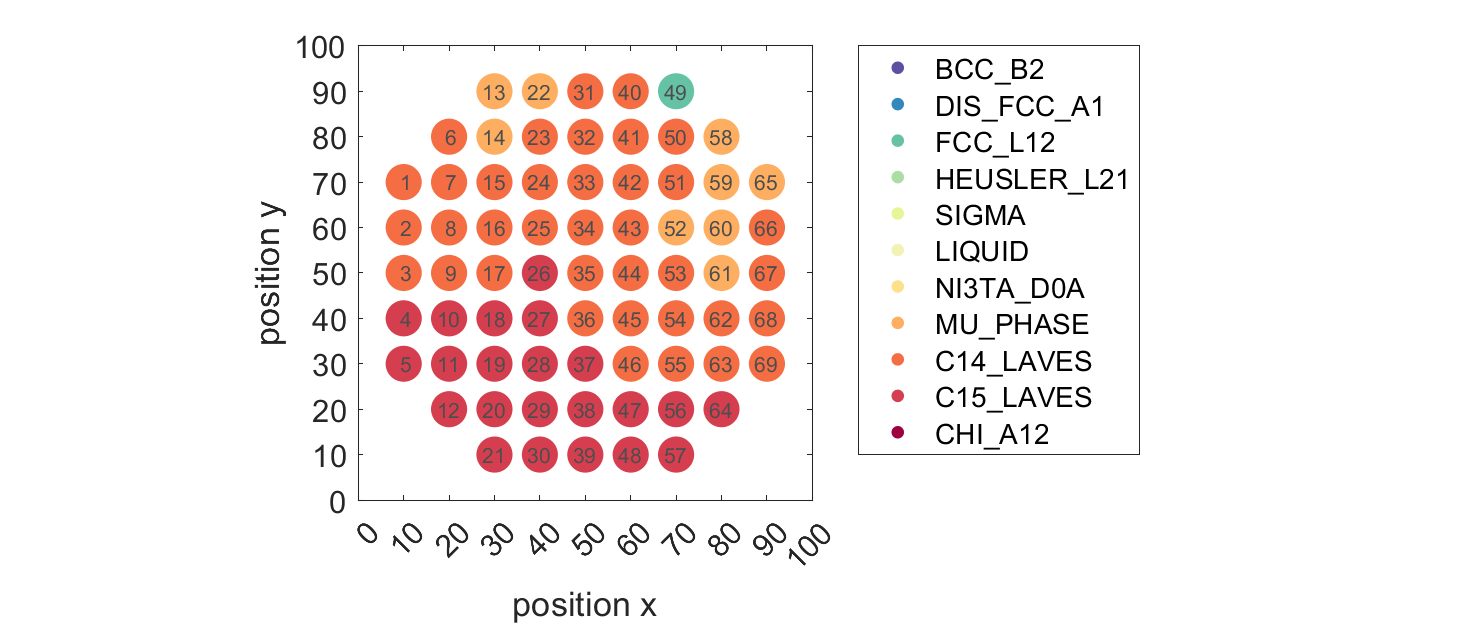 100
90
80
70
60
50
40
30
20
10
0
position y
13 22 31 40 49
6 14 23 32 41 50 58
1 7 15 24 33 42 51 59 65
2 8 16 25 34 43 52 60 66
3 9 17 26 35 44 53 61 67
4 10 18 27 36 45 54 62 68
5 11 19 28 37 46 55 63 69
12 20 29 38 47 56 64
21 30 39 48 57
0 10 20 30 40 50 60 70 80 90 100
position x
BCC_B2
DIS_FCC_A1
FCC_L12
HEUSLER_L21
SIGMA
LIQUID
NI3TA_D0A
MU_PHASE
C14_LAVES
C15_LAVES
CHI_A12